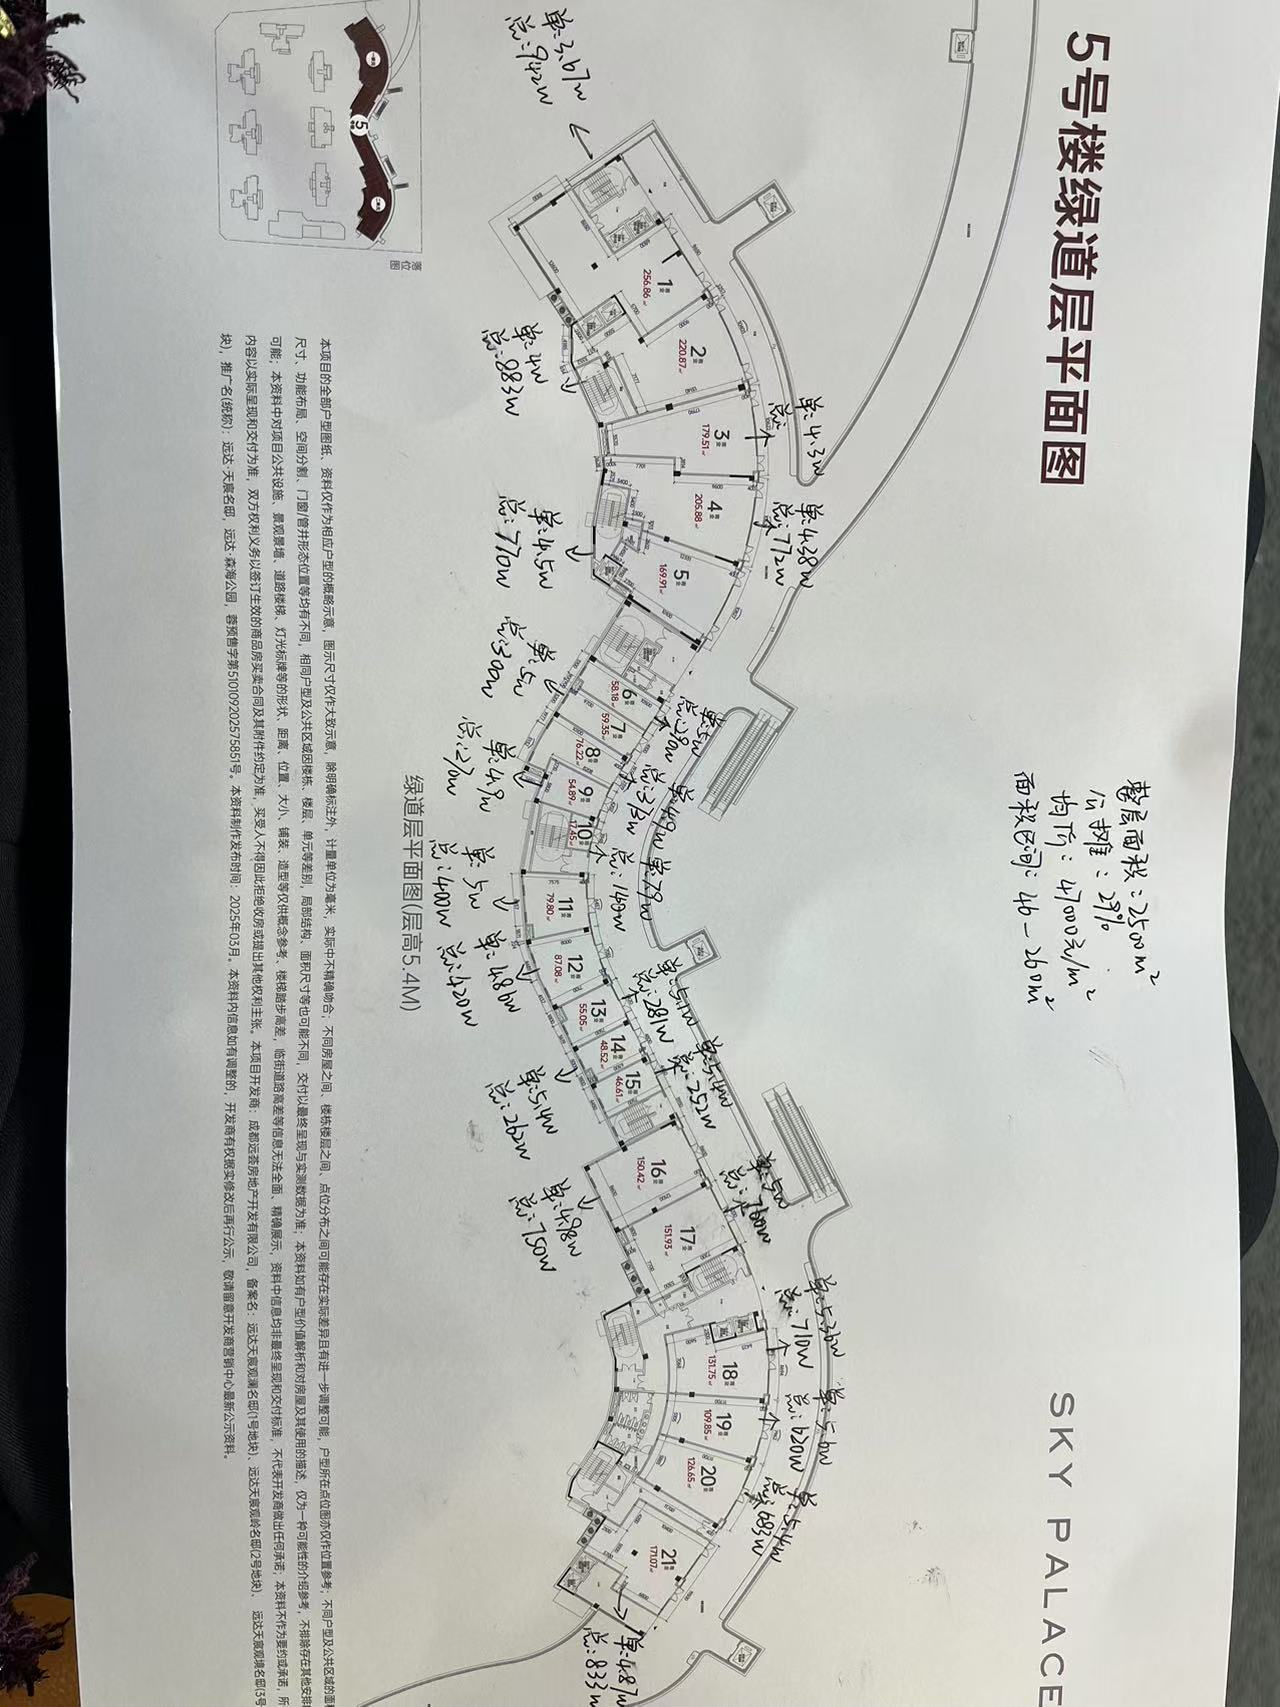 整层面积：2500m²
公摊：29%
均价：47000元/m²
面积区间：46-260m²
5号楼绿道层平面图
SKY PALACE
单：4.3w
总：
单：4.38w
总：772w
单：5w
总：290w
单：4.9w
总：373w
单：7.9w
总：140w
单：5.1w
总：281w
单：5.4w
总：252w
单：5w
总：760w
单：5.36w
总：710w
单：5.6w
总：620w
单：5.4w
总：683w
1
256.86㎡
2
220.87㎡
3
179.51㎡
4
205.88㎡
5
169.91㎡
6
58.18㎡
7
59.35㎡
8
76.22㎡
9
54.89㎡
10
17.45㎡
11
79.80㎡
12
87.08㎡
13
55.05㎡
14
48.52㎡
15
46.61㎡
16
150.42㎡
17
151.93㎡
18
131.75㎡
19
109.85㎡
20
126.65㎡
21
171.07㎡
单：3.67w
总：942w
单：4w
总：883w
单：4.5w
总：770w
单：5w
总：300w
单：4.9w
总：270w
单：5w
总：400w
单：4.86w
总：420w
单：5.4w
总：262w
单：4.98w
总：750w
单：4.87w
总：833w
绿道层平面图(层高5.4M)
落位图
一单元
5
二单元
本项目的全部户型图纸、资料仅作为相应户型的概略示意，图示尺寸仅作大致示意，除明确标注外，计量单位为毫米，实际中不精确吻合；不同房屋之间、楼栋楼层之间、点位分布之间可能存在实际差异且有进一步调整可能，户型所在点位图亦仅作位置参考；不同户型及公共区域的面积
尺寸、功能布局、空间分割、门窗/管井形态位置等均有不同，相同户型及公共区域因楼栋、楼层、单元等差别，局部结构、面积尺寸等也可能不同，交付以最终呈现与实测数据为准；本资料如有户型价值解析和对房屋及其使用的描述，仅为一种可能性的介绍参考，不排除存在其他安排
可能；本资料中对项目公共设施、景观景墙、道路楼梯、灯光标牌等的形状、距离、位置、大小、铺装、造型等仅供概念参考、楼梯踏步高差，临街道路高差等信息无法全面、精确展示，资料中信息均非最终呈现和交付标准，不代表开发商做出任何承诺；本资料不作为要约或承诺，所
内容以实际呈现和交付为准，双方权利义务以签订生效的商品房买卖合同及其附件约定为准，买受人不得因此拒绝收房或提出其他权利主张。本项目开发商：成都远荟房地产开发有限公司，备案名：远达天宸观澜名邸(1号地块)、远达天宸观岭名邸(2号地块)、 远达天宸观境名邸(3号
块)，推广名(统称)：远达·天宸名邸，远达·森海公园，蓉预售字第510109202575851号。本资料制作发布时间：2025年03月。本资料内信息如有调整的，开发商有权据实修改后再行公示，敬请留意开发商营销中心最新公示资料。